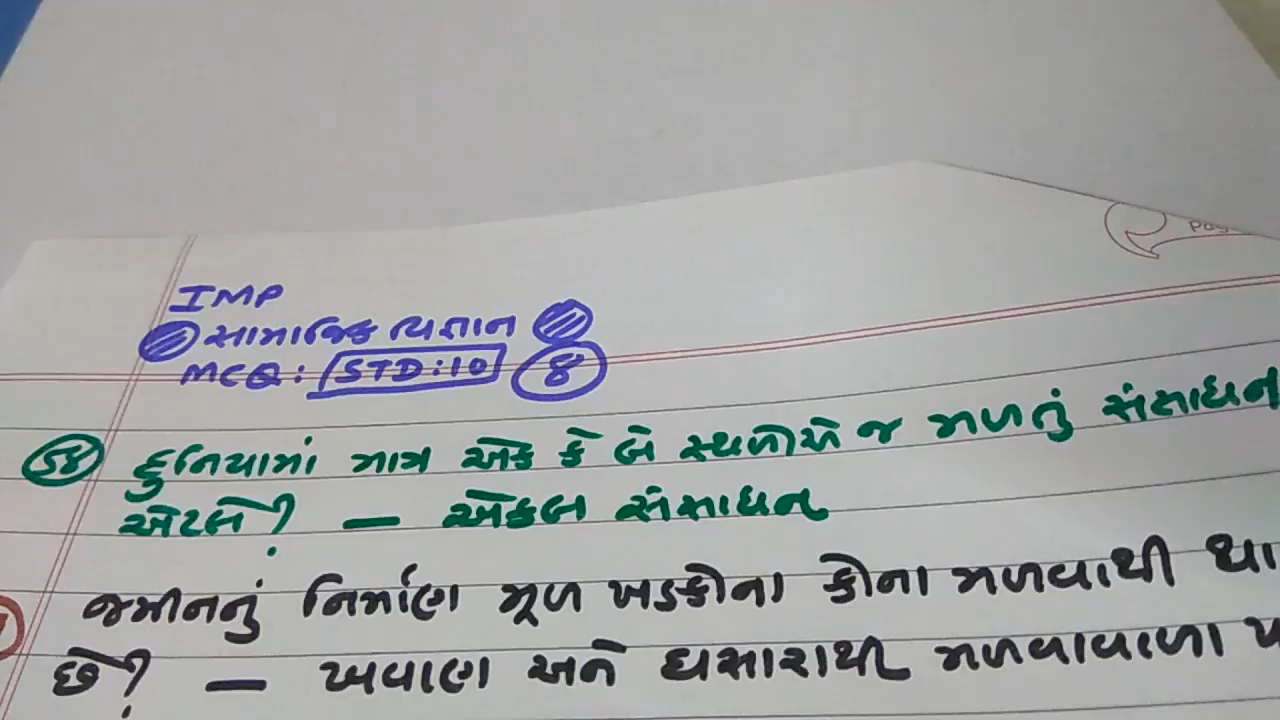 IMP
સામાજિક વિજ્ઞાન
MCQ: STD:10 8
58 દુનિયામાં માત્ર એક કે બે સ્થળોએ જ મળતું સંસાધન
એટલે? — એકલ સંસાધન
જમીનનું નિર્માણ મૂળ ખડકોના કોના મળવાથી થા
છે? — ખવાણ અને ઘસારાથી મળવાવાળા